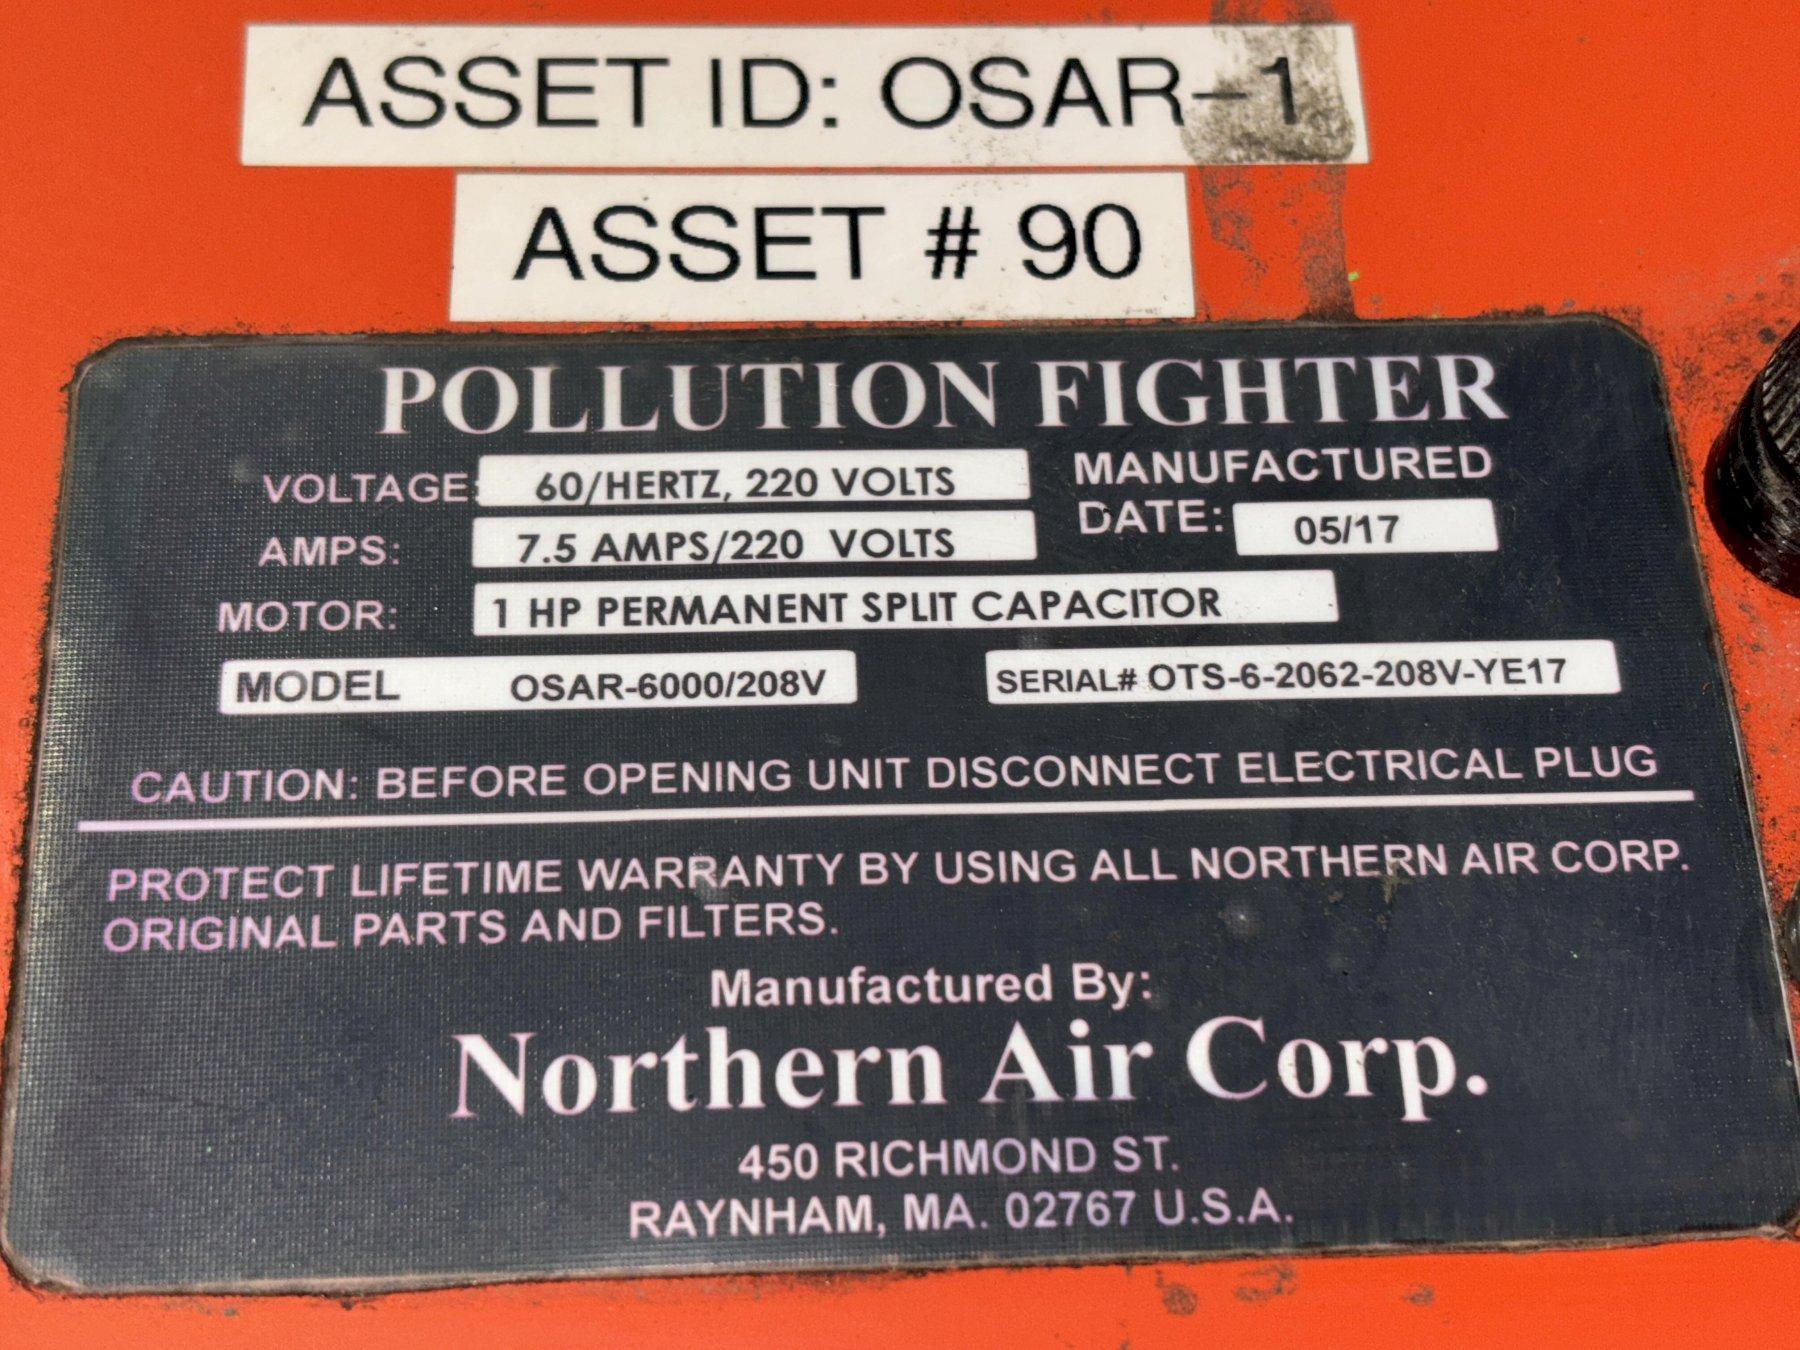 ASSET ID: OSAR-1
ASSET # 90
POLLUTION FIGHTER
VOLTAGE: 60/HERTZ, 220 VOLTS
MANUFACTURED
DATE: 05/17
AMPS: 7.5 AMPS/220 VOLTS
MOTOR: 1 HP PERMANENT SPLIT CAPACITOR
MODEL OSAR-6000/208V
SERIAL# OTS-6-2062-208V-YE17
CAUTION: BEFORE OPENING UNIT DISCONNECT ELECTRICAL PLUG
PROTECT LIFETIME WARRANTY BY USING ALL NORTHERN AIR CORP.
ORIGINAL PARTS AND FILTERS.
Manufactured By:
Northern Air Corp.
450 RICHMOND ST.
RAYNHAM, MA. 02767 U.S.A.